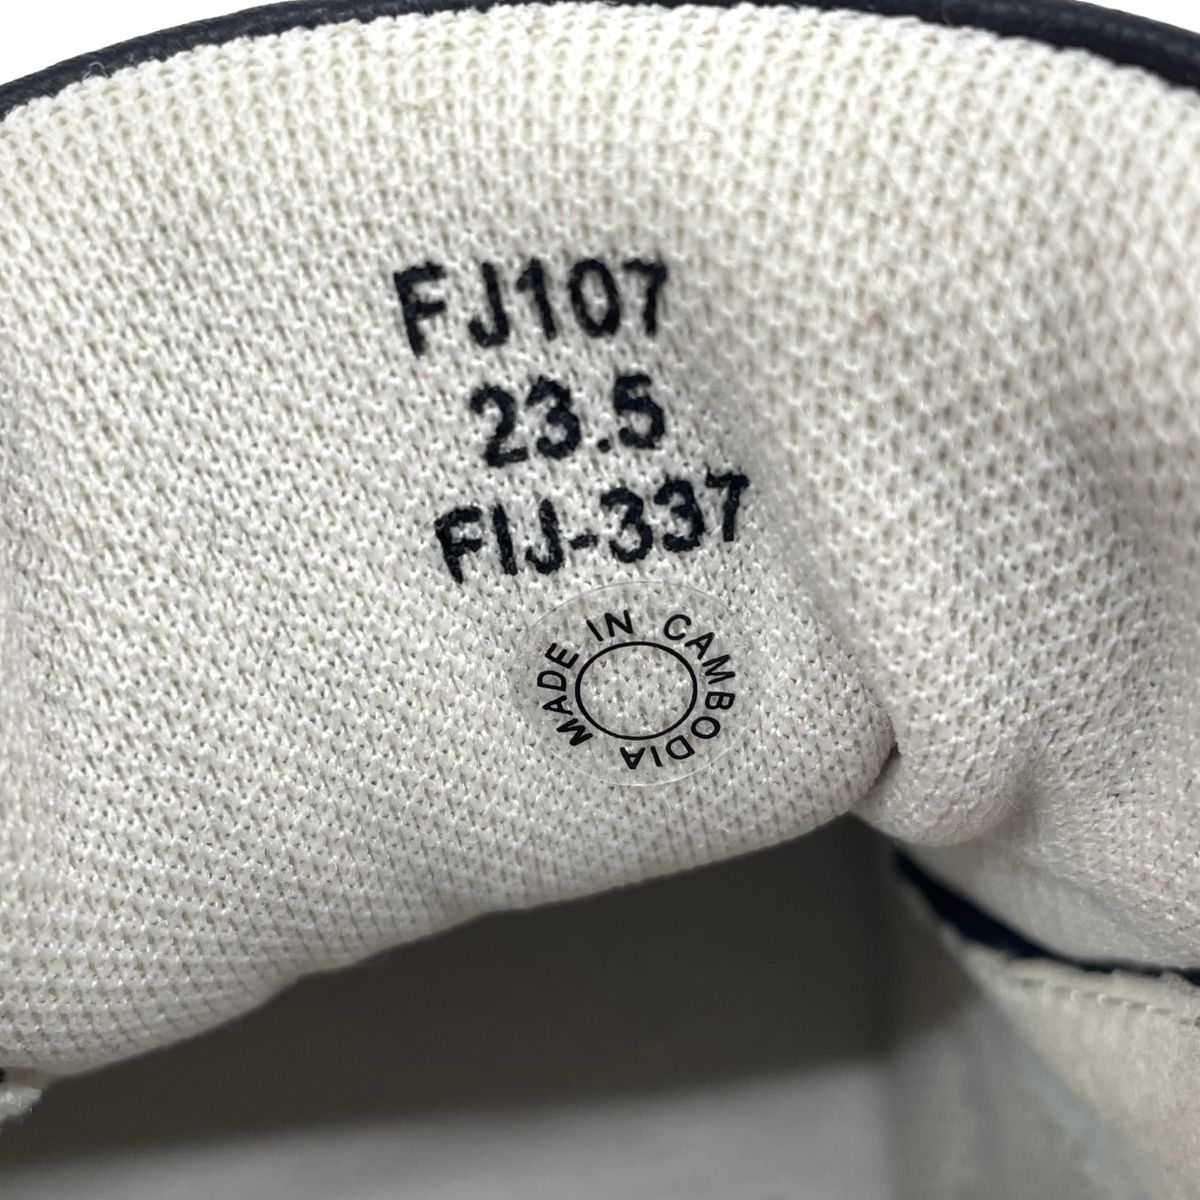 FJ107
23.5
FIJ-337
MADE IN CAMBODIA